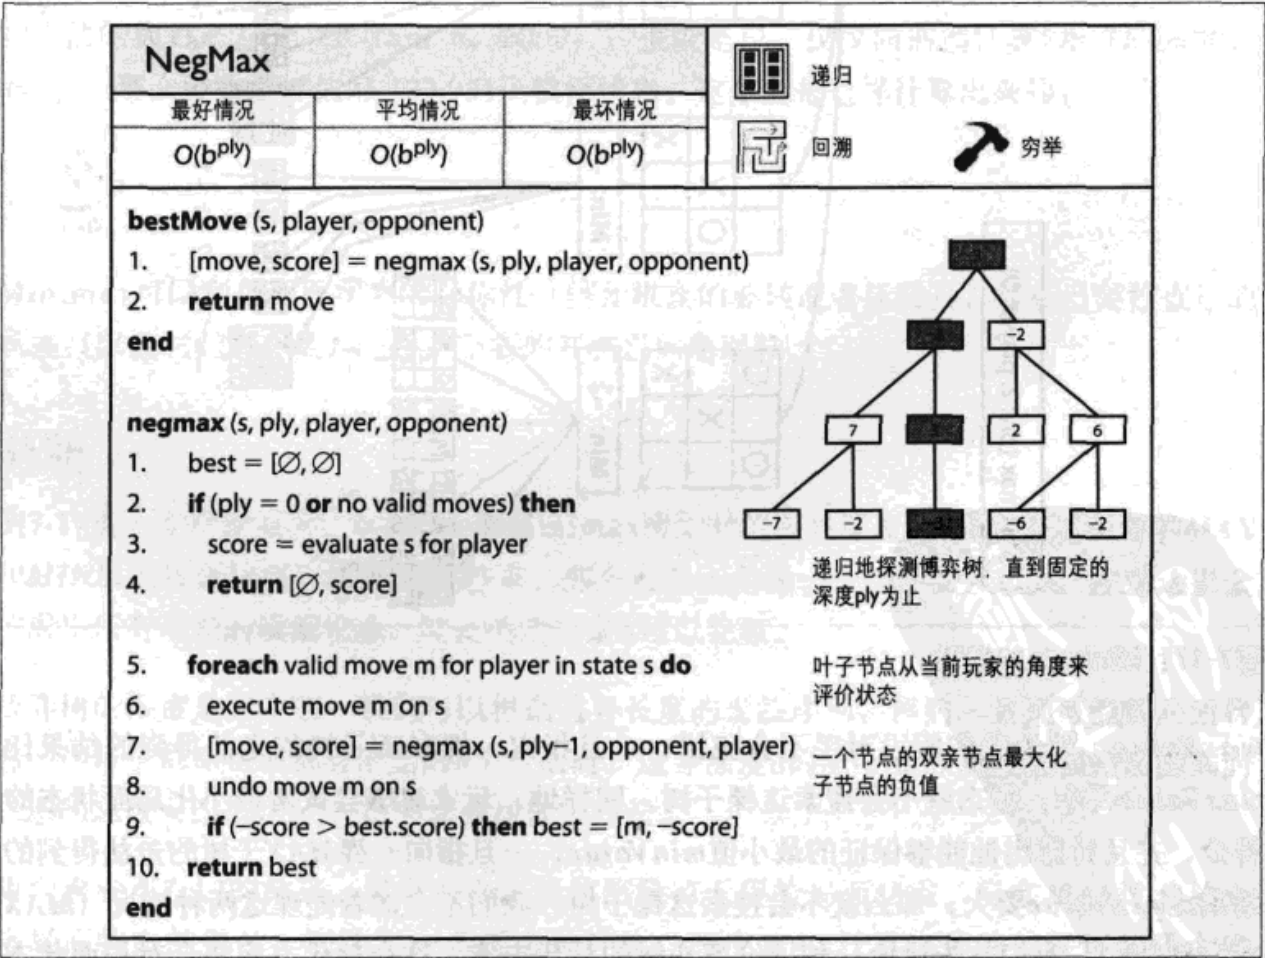 NegMax
最好情况 平均情况 最坏情况
O(b^ply) O(b^ply) O(b^ply)
递归
回溯 穷举
bestMove (s, player, opponent)
1. [move, score] = negmax (s, ply, player, opponent)
2. return move
end
negmax (s, ply, player, opponent)
1. best = [∅, ∅]
2. if (ply = 0 or no valid moves) then
3. score = evaluate s for player
4. return [∅, score]
5. foreach valid move m for player in state s do
6. execute move m on s
7. [move, score] = negmax (s, ply–1, opponent, player)
8. undo move m on s
9. if (–score > best.score) then best = [m, –score]
10. return best
end
–2
7 2 6
–7 –2 –6 –2
递归地探测博弈树，直到固定的
深度ply为止
叶子节点从当前玩家的角度来
评价状态
一个节点的双亲节点最大化
子节点的负值